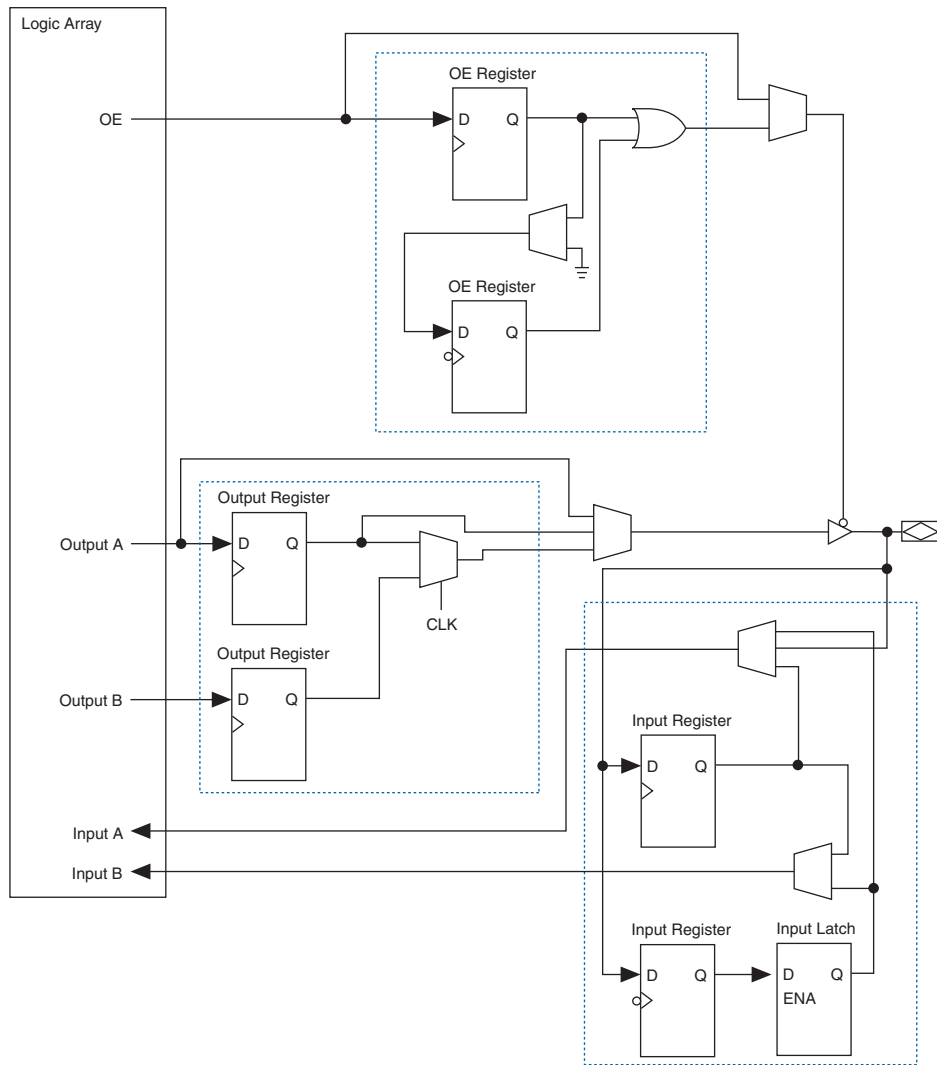 Logic Array
OE
OE Register
D Q
OE Register
D Q
Output Register
Output A
D Q
CLK
Output Register
Output B
D Q
Input Register
D Q
Input A
Input B
Input Register
Input Latch
D Q
D Q
ENA